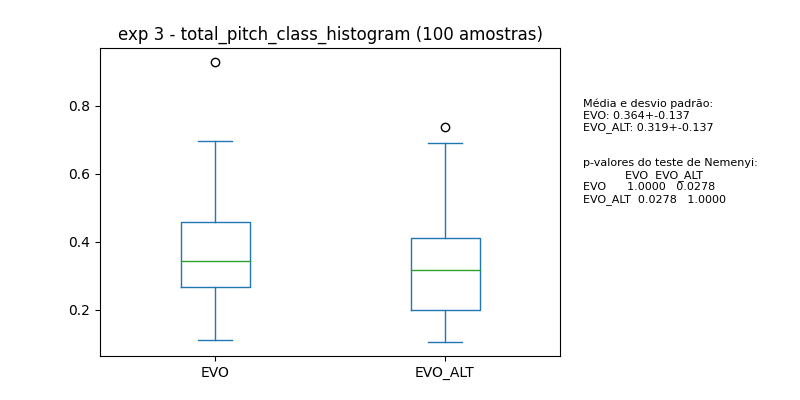 exp 3 - total_pitch_class_histogram (100 amostras)
0.8
0.6
0.4
0.2
EVO
EVO_ALT
Média e desvio padrão:
EVO: 0.364+-0.137
EVO_ALT: 0.319+-0.137
p-valores do teste de Nemenyi:
EVO EVO_ALT
EVO 1.0000 0.0278
EVO_ALT 0.0278 1.0000